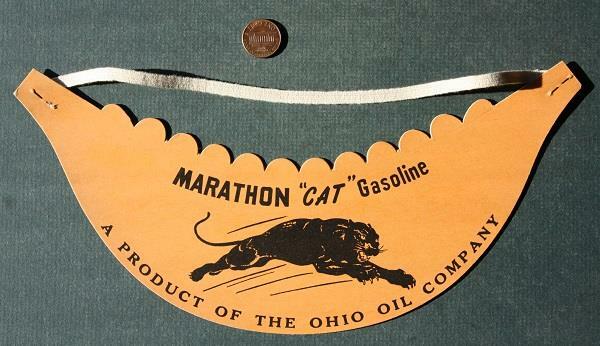 MARATHON "CAT" Gasoline
A PRODUCT OF THE OHIO OIL COMPANY